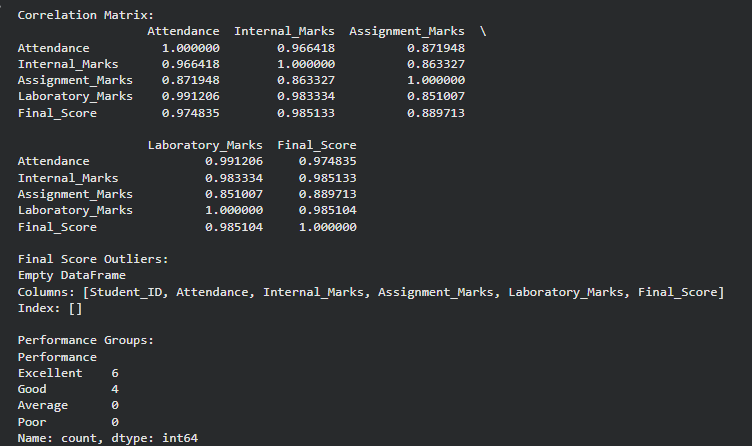 Correlation Matrix:
                   Attendance  Internal_Marks  Assignment_Marks  \
Attendance           1.000000        0.966418          0.871948
Internal_Marks       0.966418        1.000000          0.863327
Assignment_Marks     0.871948        0.863327          1.000000
Laboratory_Marks     0.991206        0.983334          0.851007
Final_Score          0.974835        0.985133          0.889713

                   Laboratory_Marks  Final_Score
Attendance                 0.991206     0.974835
Internal_Marks             0.983334     0.985133
Assignment_Marks           0.851007     0.889713
Laboratory_Marks           1.000000     0.985104
Final_Score                0.985104     1.000000

Final Score Outliers:
Empty DataFrame
Columns: [Student_ID, Attendance, Internal_Marks, Assignment_Marks, Laboratory_Marks, Final_Score]
Index: []

Performance Groups:
Performance
Excellent    6
Good         4
Average      0
Poor         0
Name: count, dtype: int64